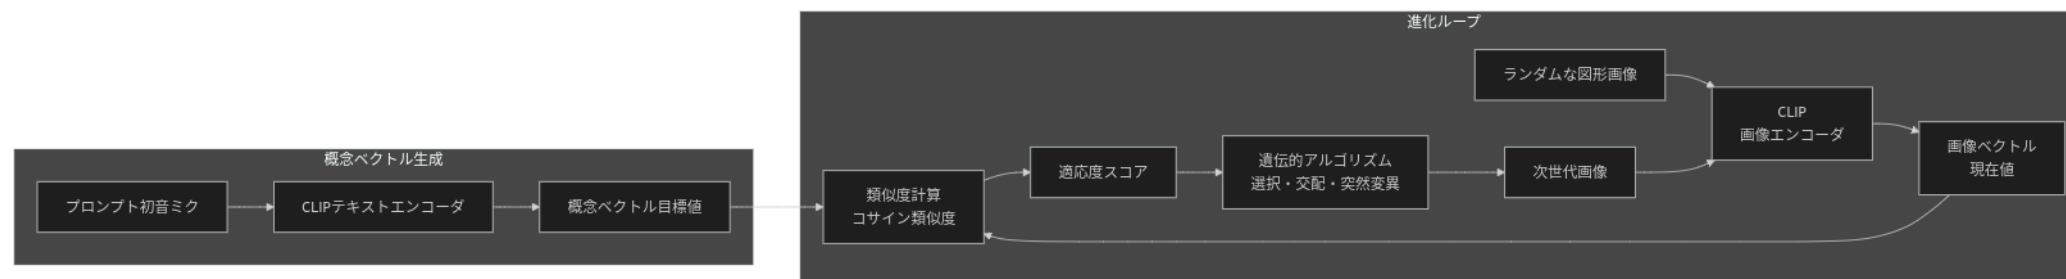 概念ベクトル生成
プロンプト初音ミク
CLIPテキストエンコーダ
概念ベクトル目標値
進化ループ
類似度計算
コサイン類似度
適応度スコア
遺伝的アルゴリズム
選択・交配・突然変異
次世代画像
ランダムな図形画像
CLIP
画像エンコーダ
画像ベクトル
現在値